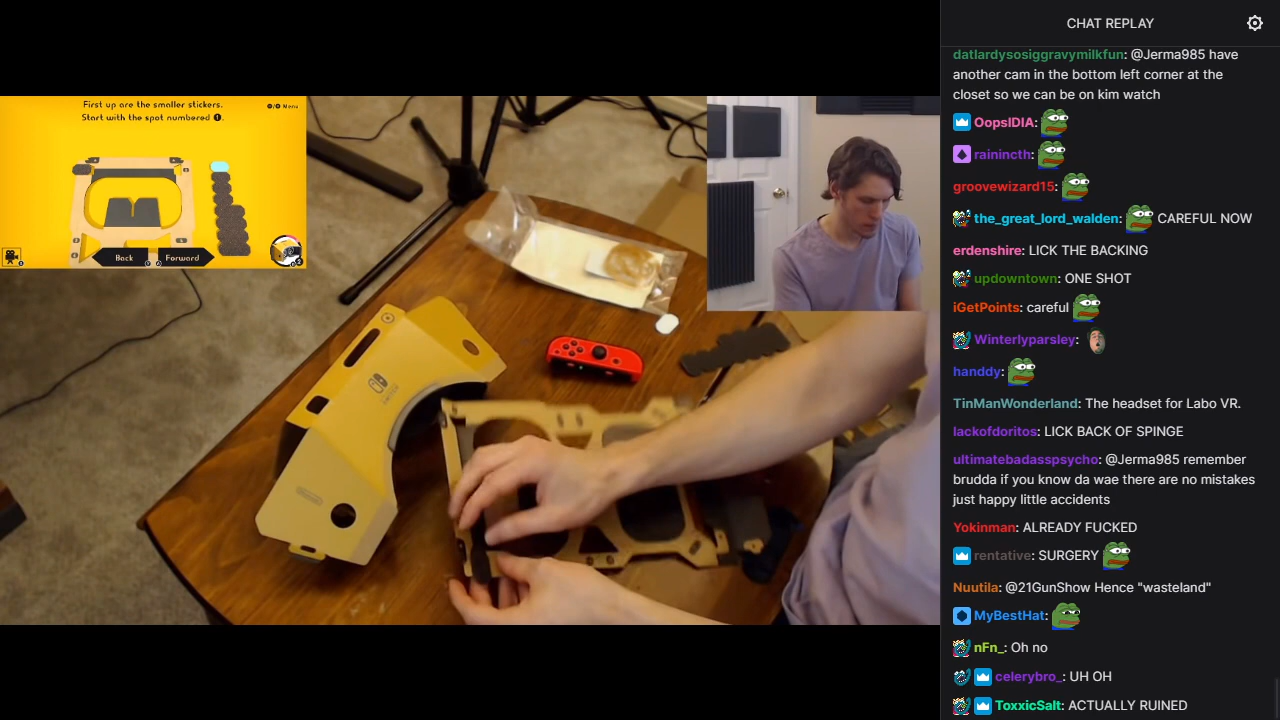 First up are the smaller stickers.
Start with the spot numbered 1.
Menu
Back
Forward
Nintendo
CHAT REPLAY
datlardysosiggravymilkfun: @Jerma985 have
another cam in the bottom left corner at the
closet so we can be on kim watch
OopsIDIA:
rainincth:
groovewizard15:
the_great_lord_walden: CAREFUL NOW
erdenshire: LICK THE BACKING
updowntown: ONE SHOT
iGetPoints: careful
Winterlyparsley:
handdy:
TinManWonderland: The headset for Labo VR.
lackofdoritos: LICK BACK OF SPINGE
ultimatebadasspsycho: @Jerma985 remember
brudda if you know da wae there are no mistakes
just happy little accidents
Yokinman: ALREADY FUCKED
rentative: SURGERY
Nuutila: @21GunShow Hence "wasteland"
MyBestHat:
nFn_: Oh no
celerybro_: UH OH
ToxxicSalt: ACTUALLY RUINED